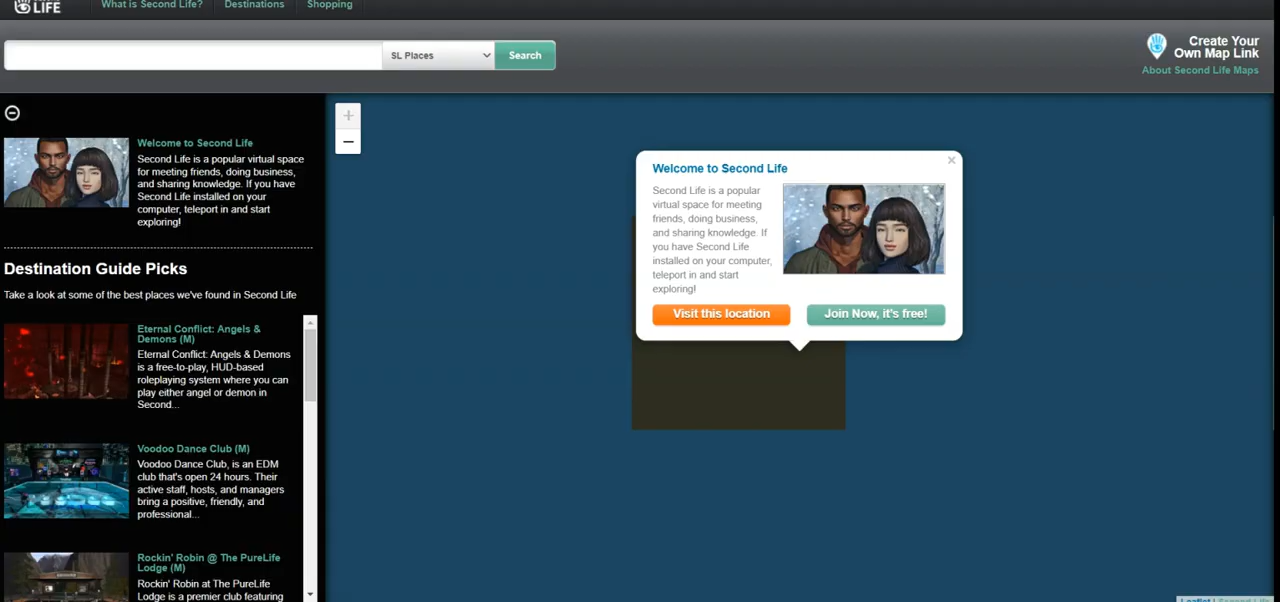 LIFE
What is Second Life?
Destinations
Shopping
SL Places
Search
Create Your
Own Map Link
About Second Life Maps
Welcome to Second Life
Second Life is a popular virtual space
for meeting friends, doing business,
and sharing knowledge. If you have
Second Life installed on your
computer, teleport in and start
exploring!
Destination Guide Picks
Take a look at some of the best places we've found in Second Life
Eternal Conflict: Angels &
Demons (M)
Eternal Conflict: Angels & Demons
is a free-to-play, HUD-based
roleplaying system where you can
play either angel or demon in
Second...
Voodoo Dance Club (M)
Voodoo Dance Club, is an EDM
club that's open 24 hours. Their
active staff, hosts, and managers
bring a positive, friendly, and
professional...
Rockin' Robin @ The PureLife
Lodge (M)
Rockin' Robin at The PureLife
Lodge is a premier club featuring
+
−
Welcome to Second Life
×
Second Life is a popular
virtual space for meeting
friends, doing business,
and sharing knowledge. If
you have Second Life
installed on your computer,
teleport in and start
exploring!
Visit this location
Join Now, it's free!
Leaflet | Second Life